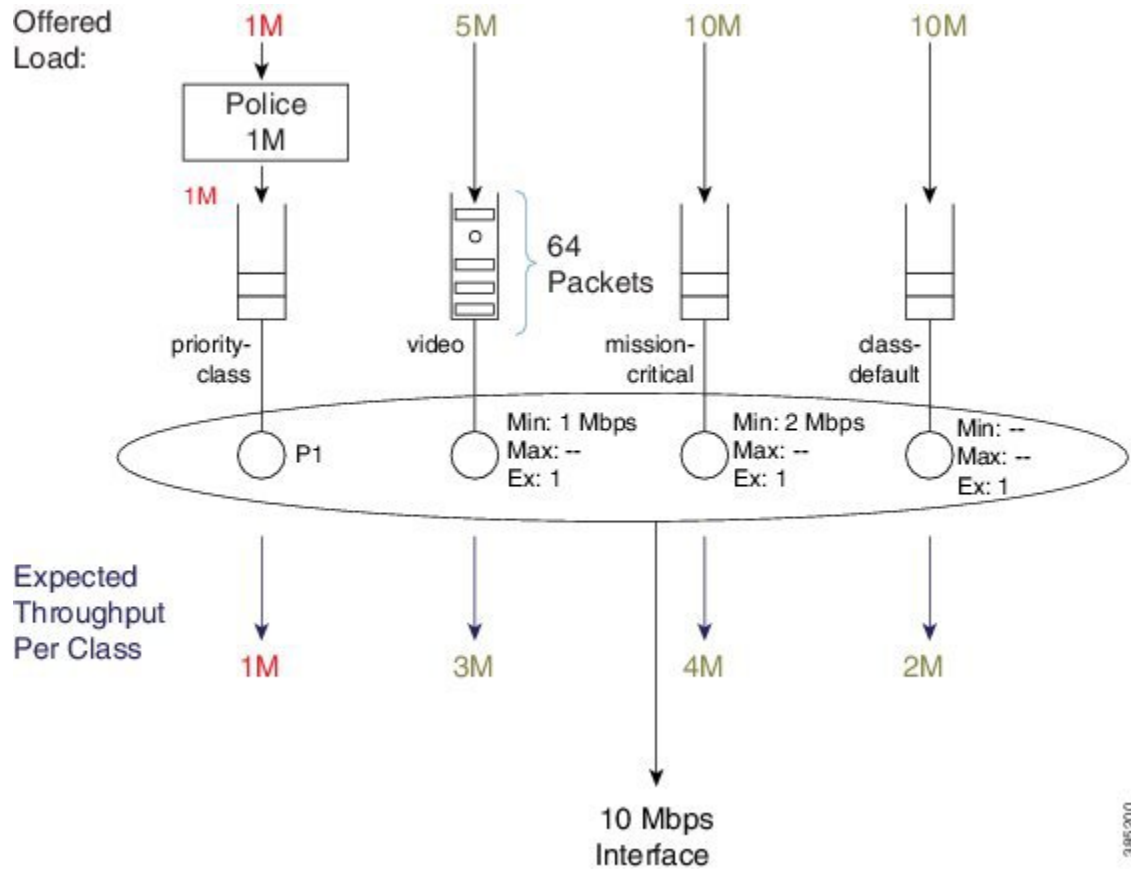 Offered
Load:
1M
5M
10M
10M
Police
1M
1M
64
Packets
priority-
class
video
mission-
critical
class-
default
P1
Min: 1 Mbps
Max: --
Ex: 1
Min: 2 Mbps
Max: --
Ex: 1
Min: --
Max: --
Ex: 1
Expected
Throughput
Per Class
1M
3M
4M
2M
10 Mbps
Interface